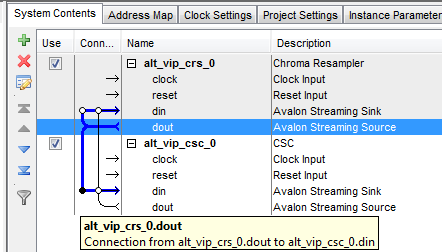 System Contents Address Map Clock Settings Project Settings Instance Parameter
Use Conn... Name Description
alt_vip_crs_0 Chroma Resampler
clock Clock Input
reset Reset Input
din Avalon Streaming Sink
dout Avalon Streaming Source
alt_vip_csc_0 CSC
clock Clock Input
reset Reset Input
din Avalon Streaming Sink
dout Avalon Streaming Source
alt_vip_crs_0.dout
Connection from alt_vip_crs_0.dout to alt_vip_csc_0.din